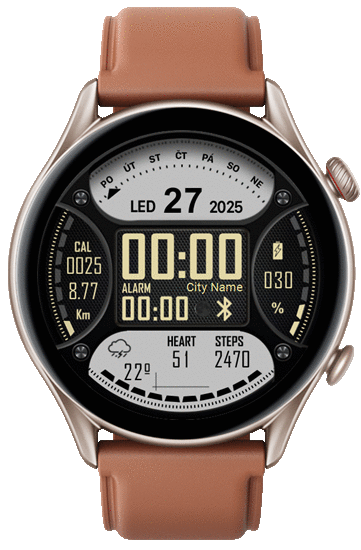 PO ÚT ST ČT PÁ SO NE
LED 27 2025
CAL
0025
8.77
Km
00:00
ALARM
City Name
00:00
030
%
HEART
51
STEPS
2470
22º